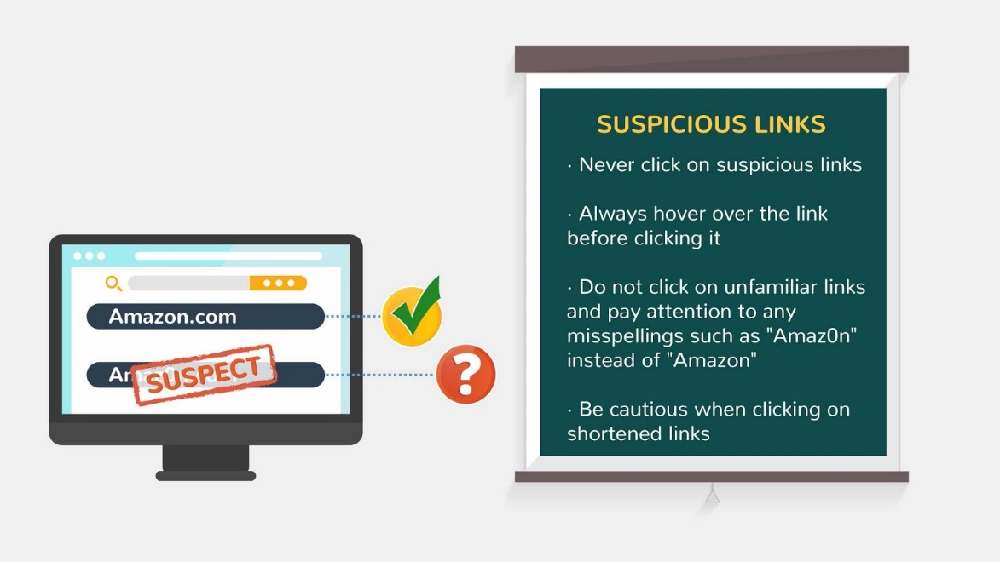 Amazon.com
SUSPECT
SUSPICIOUS LINKS
· Never click on suspicious links
· Always hover over the link
before clicking it
· Do not click on unfamiliar links
and pay attention to any
misspellings such as "Amaz0n"
instead of "Amazon"
· Be cautious when clicking on
shortened links